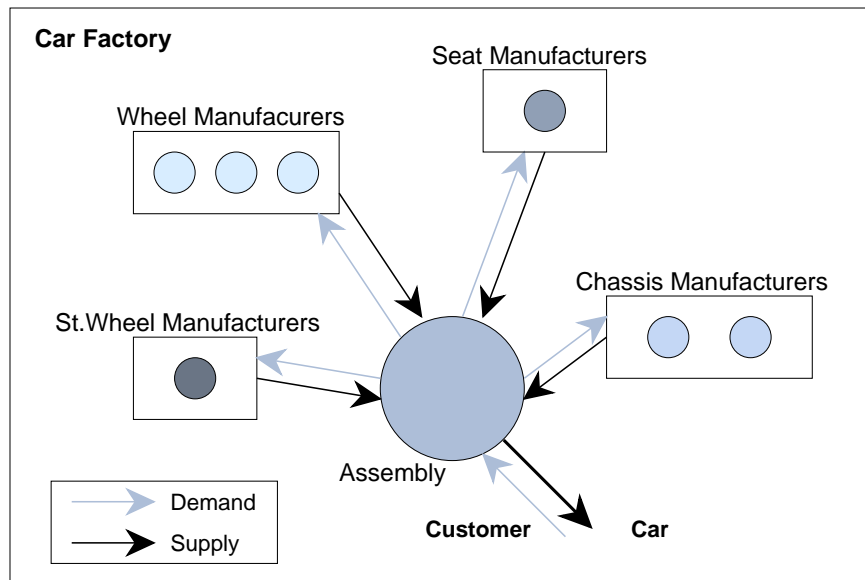 Car Factory
Seat Manufacturers
Wheel Manufacurers
Chassis Manufacturers
St.Wheel Manufacturers
Assembly
Demand
Supply
Customer
Car